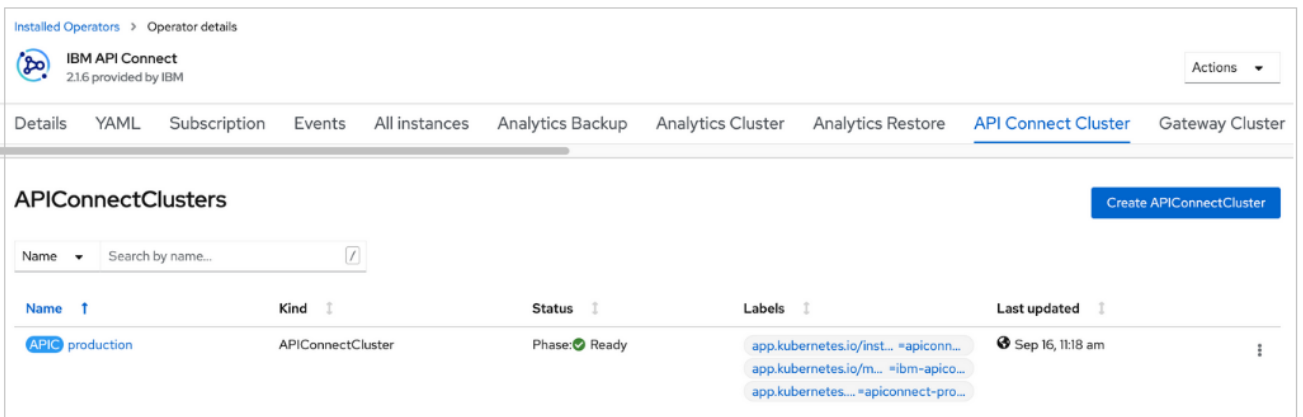 Installed Operators > Operator details
IBM API Connect
2.1.6 provided by IBM
Actions
Details YAML Subscription Events All instances Analytics Backup Analytics Cluster Analytics Restore API Connect Cluster Gateway Cluster
APIConnectClusters
Create APIConnectCluster
Name Search by name... /
Name Kind Status Labels Last updated
APIC production APIConnectCluster Phase: Ready app.kubernetes.io/inst... =apiconn... Sep 16, 11:18 am
app.kubernetes.io/m... =ibm-apico...
app.kubernetes.... =apiconnect-pro...